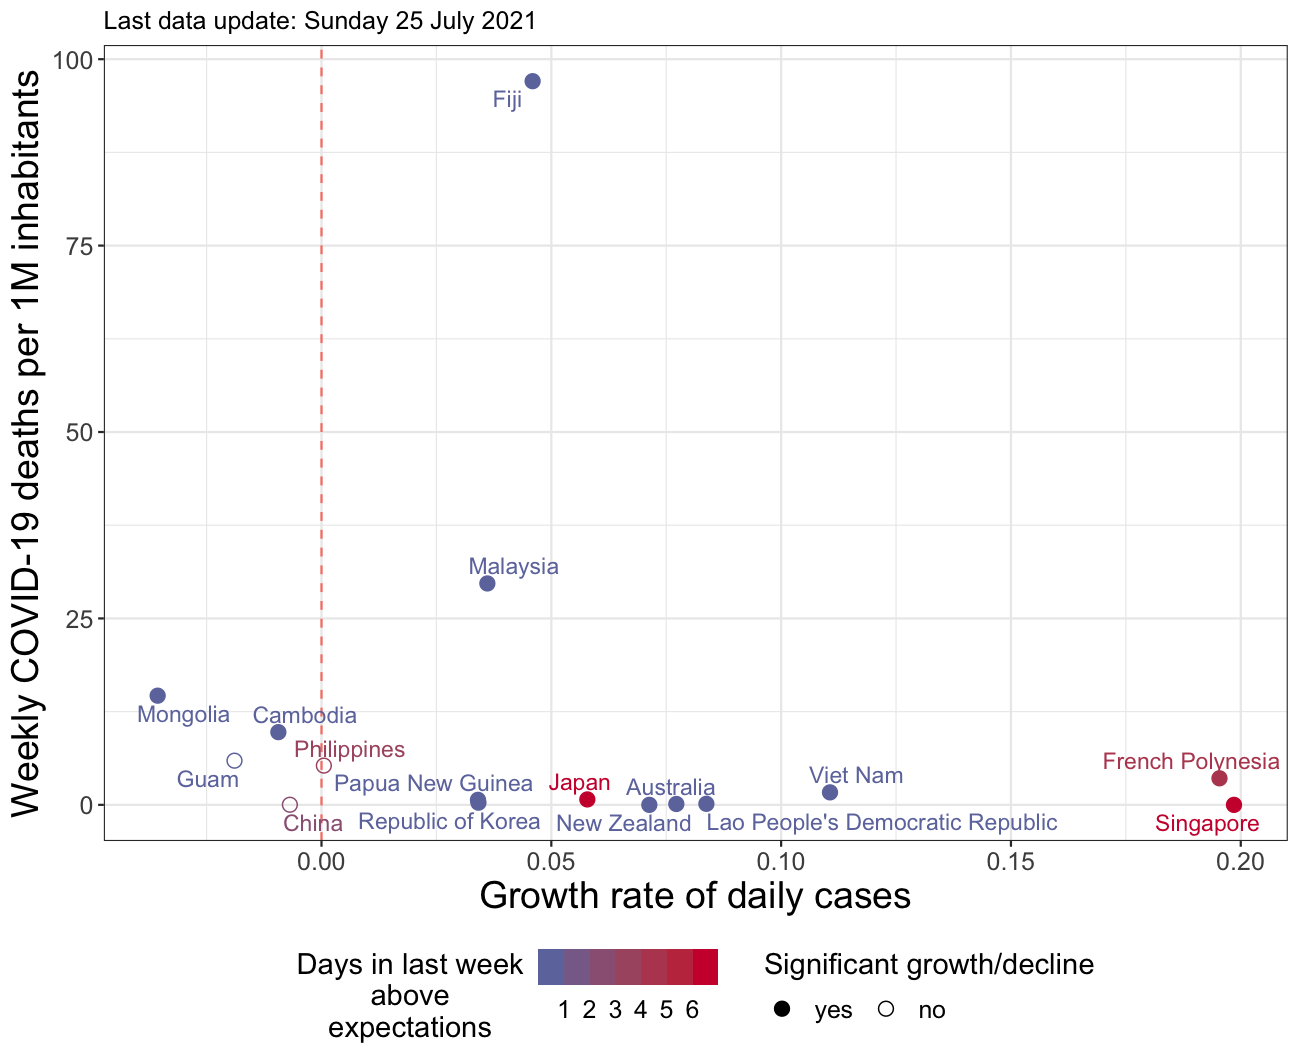 Last data update: Sunday 25 July 2021
Weekly COVID-19 deaths per 1M inhabitants
100
75
50
25
0
Fiji
Malaysia
Mongolia
Cambodia
Philippines
Guam
China
Papua New Guinea
Republic of Korea
Japan
New Zealand
Australia
Lao People's Democratic Republic
Viet Nam
French Polynesia
Singapore
0.00 0.05 0.10 0.15 0.20
Growth rate of daily cases
Days in last week
above
expectations
1 2 3 4 5 6
Significant growth/decline
yes no